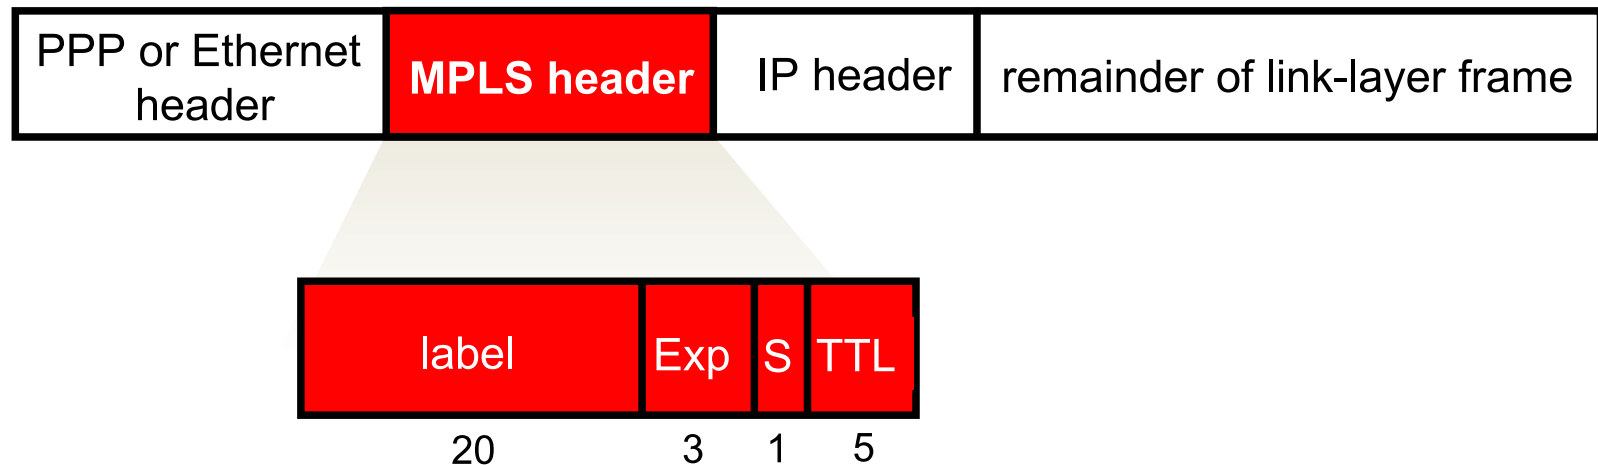 PPP or Ethernet
header
MPLS header
IP header
remainder of link-layer frame
label
Exp
S
TTL
20
3
1
5